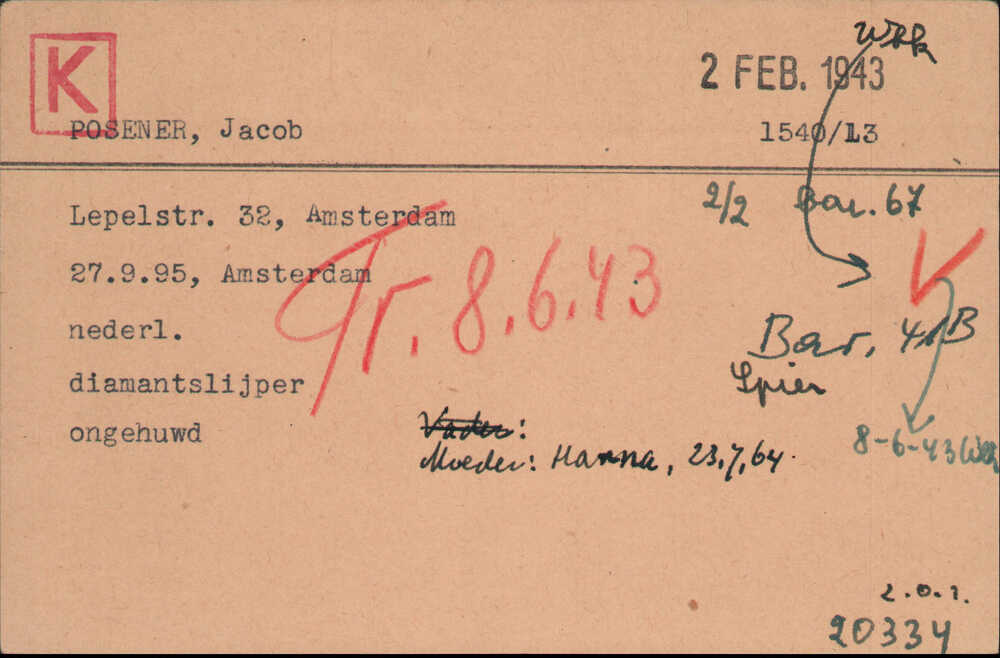 K
Wbk
2 FEB. 1943
POSENER, Jacob
1540/L3
Lepelstr. 32, Amsterdam
2/2 Bar. 67
27.9.95, Amsterdam
Tr. 8.6.43
nederl.
Bar. 41B
diamantslijper
Spier
ongehuwd
Vader:
8-6-43
Moeder: Hanna, 23.7.64
z.o.z.
20334